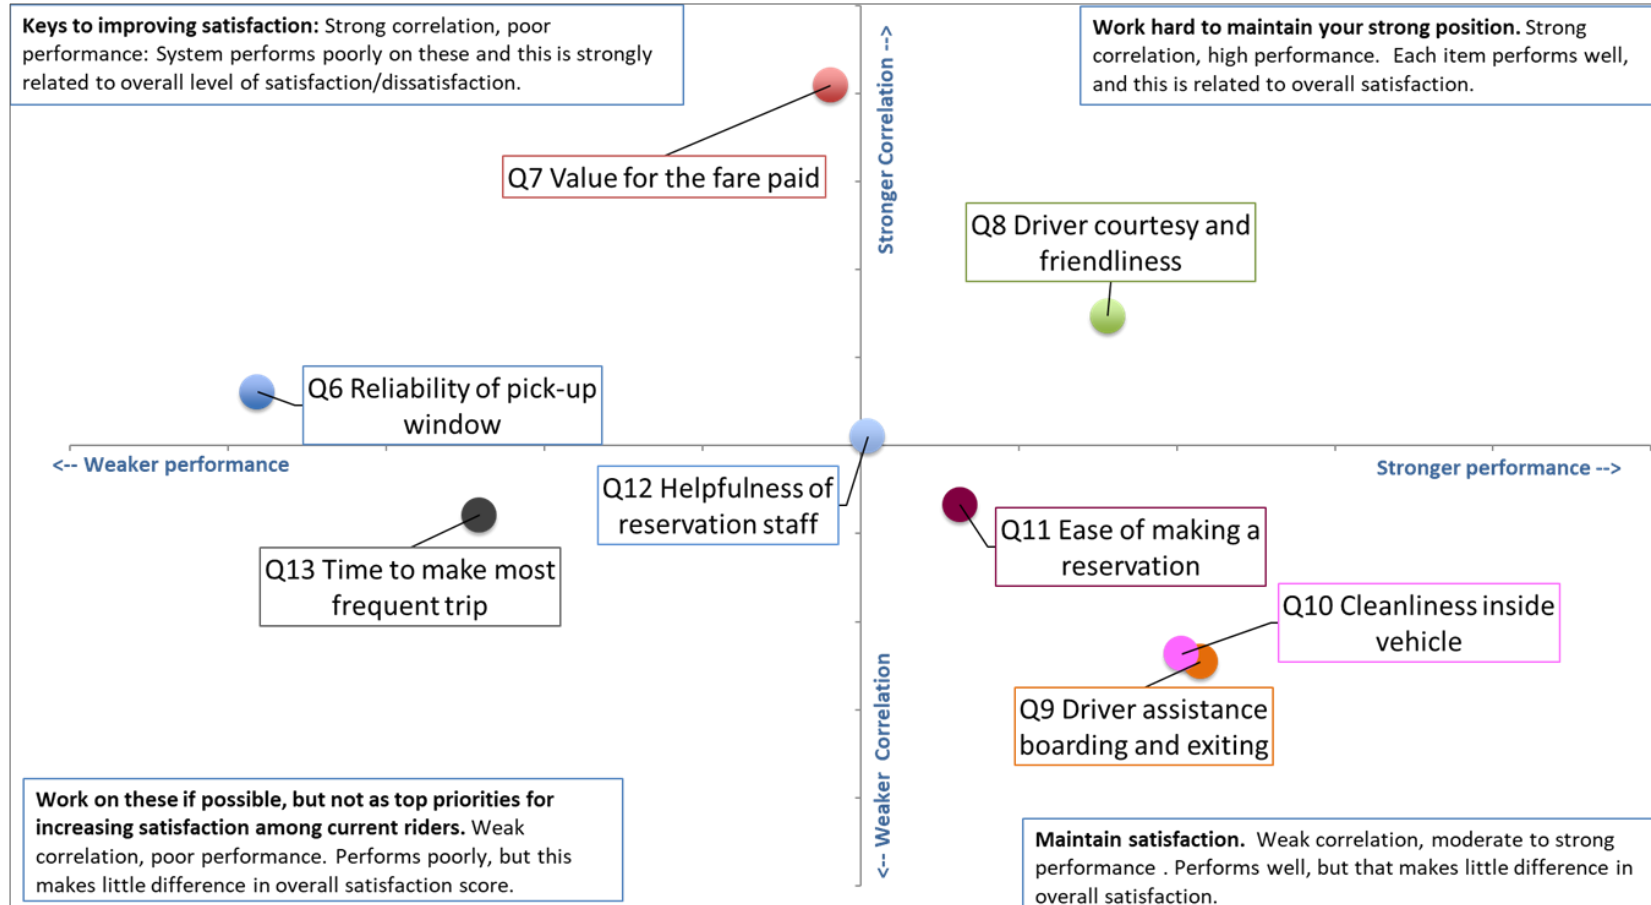 Keys to improving satisfaction: Strong correlation, poor
performance: System performs poorly on these and this is strongly
related to overall level of satisfaction/dissatisfaction.
Work hard to maintain your strong position. Strong
correlation, high performance.  Each item performs well,
and this is related to overall satisfaction.
Stronger Correlation -->
Q7 Value for the fare paid
Q8 Driver courtesy and
friendliness
Q6 Reliability of pick-up
window
<-- Weaker performance
Stronger performance -->
Q12 Helpfulness of
reservation staff
Q11 Ease of making a
reservation
Q13 Time to make most
frequent trip
Q10 Cleanliness inside
vehicle
Q9 Driver assistance
boarding and exiting
<-- Weaker  Correlation
Work on these if possible, but not as top priorities for
increasing satisfaction among current riders. Weak
correlation, poor performance. Performs poorly, but this
makes little difference in overall satisfaction score.
Maintain satisfaction.  Weak correlation, moderate to strong
performance . Performs well, but that makes little difference in
overall satisfaction.